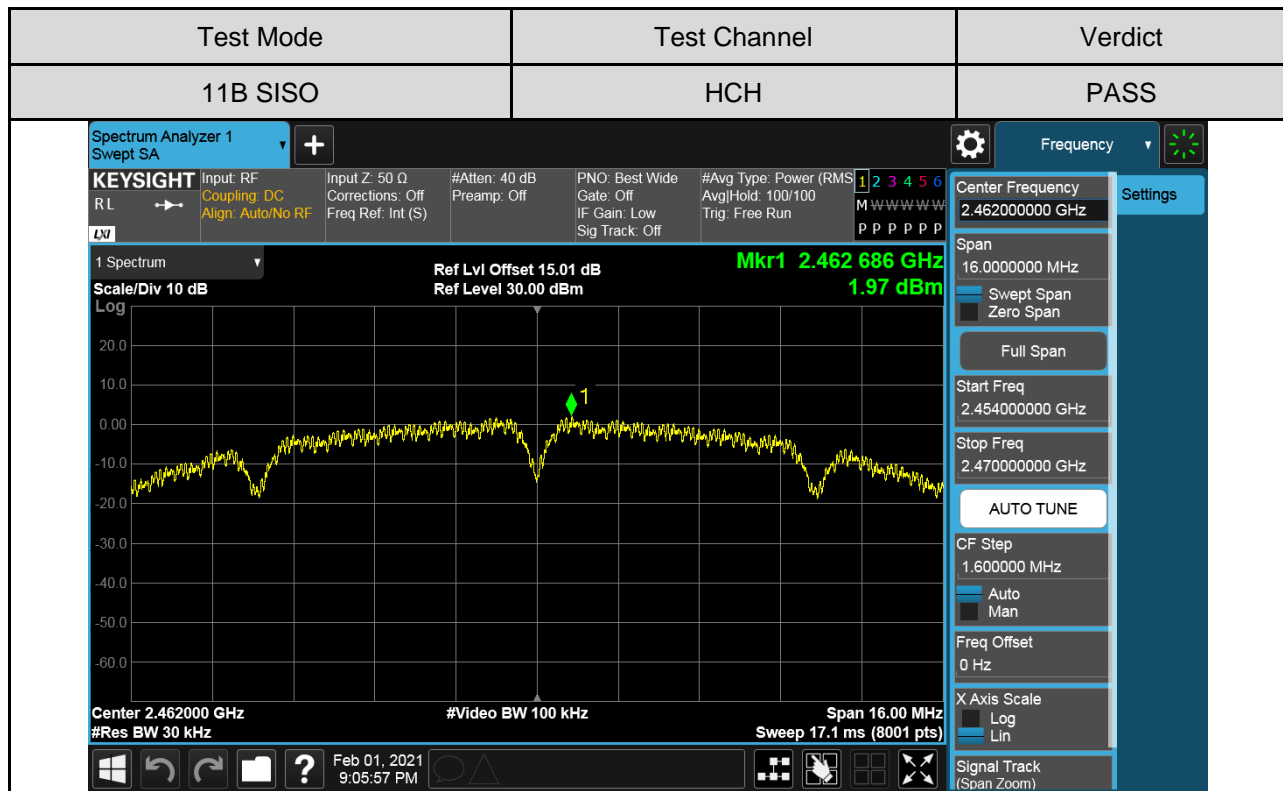 Test Mode Test Channel Verdict
11B SISO HCH PASS
Spectrum Analyzer 1
Swept SA
+
Frequency
KEYSIGHT
R L
LXI
Input: RF
Coupling: DC
Align: Auto/No RF
Input Z: 50 Ω
Corrections: Off
Freq Ref: Int (S)
#Atten: 40 dB
Preamp: Off
PNO: Best Wide
Gate: Off
IF Gain: Low
Sig Track: Off
#Avg Type: Power (RMS
Avg|Hold: 100/100
Trig: Free Run
1 2 3 4 5 6
M W W W W W
P P P P P P
1 Spectrum
Scale/Div 10 dB
Log
Ref Lvl Offset 15.01 dB
Ref Level 30.00 dBm
Mkr1 2.462 686 GHz
1.97 dBm
20.0
10.0
0.00
-10.0
-20.0
-30.0
-40.0
-50.0
-60.0
1
Center 2.462000 GHz
#Res BW 30 kHz
#Video BW 100 kHz
Span 16.00 MHz
Sweep 17.1 ms (8001 pts)
Center Frequency
2.462000000 GHz
Settings
Span
16.0000000 MHz
Swept Span
Zero Span
Full Span
Start Freq
2.454000000 GHz
Stop Freq
2.470000000 GHz
AUTO TUNE
CF Step
1.600000 MHz
Auto
Man
Freq Offset
0 Hz
X Axis Scale
Log
Lin
Signal Track
(Span Zoom)
?
Feb 01, 2021
9:05:57 PM